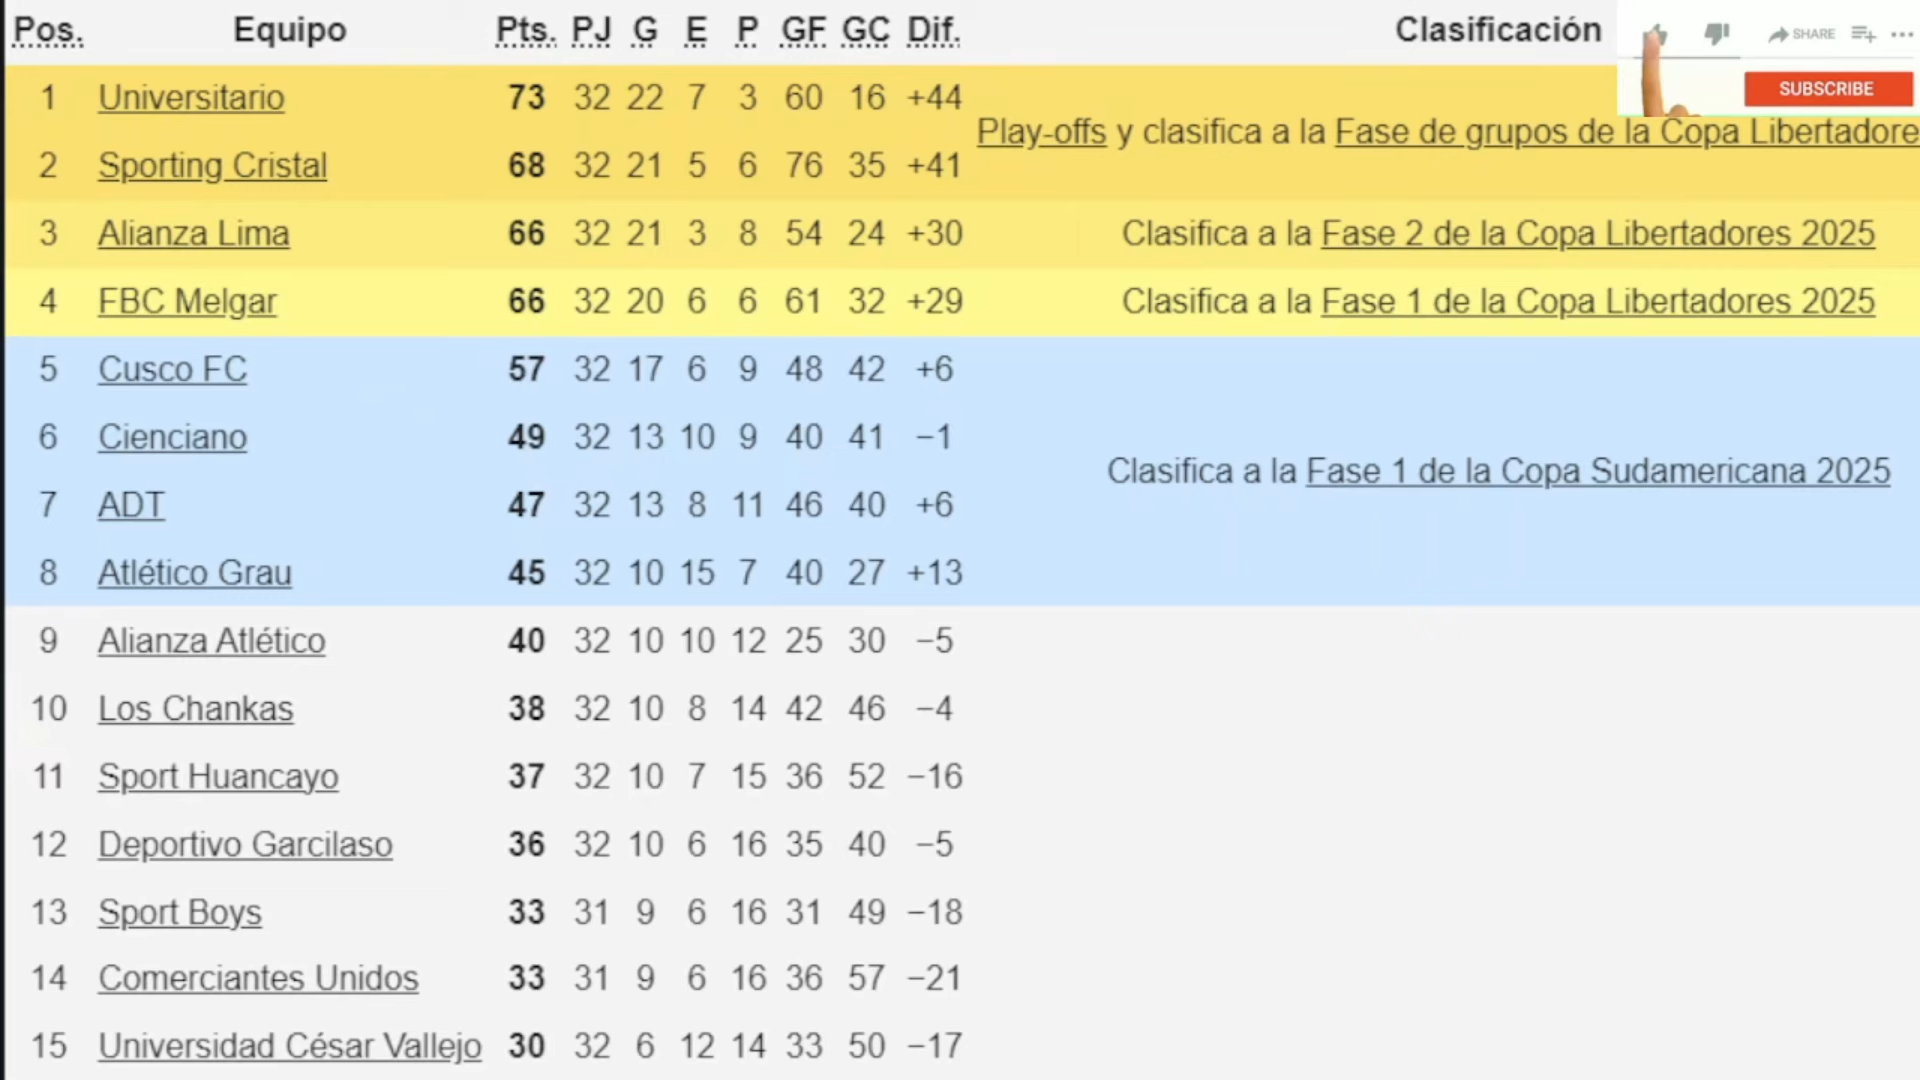 Pos. Equipo Pts. PJ G E P GF GC Dif. Clasificación
SHARE
SUBSCRIBE
1 Universitario 73 32 22 7 3 60 16 +44
Play-offs y clasifica a la Fase de grupos de la Copa Libertadore
2 Sporting Cristal 68 32 21 5 6 76 35 +41
3 Alianza Lima 66 32 21 3 8 54 24 +30 Clasifica a la Fase 2 de la Copa Libertadores 2025
4 FBC Melgar 66 32 20 6 6 61 32 +29 Clasifica a la Fase 1 de la Copa Libertadores 2025
5 Cusco FC 57 32 17 6 9 48 42 +6
6 Cienciano 49 32 13 10 9 40 41 −1
Clasifica a la Fase 1 de la Copa Sudamericana 2025
7 ADT 47 32 13 8 11 46 40 +6
8 Atlético Grau 45 32 10 15 7 40 27 +13
9 Alianza Atlético 40 32 10 10 12 25 30 −5
10 Los Chankas 38 32 10 8 14 42 46 −4
11 Sport Huancayo 37 32 10 7 15 36 52 −16
12 Deportivo Garcilaso 36 32 10 6 16 35 40 −5
13 Sport Boys 33 31 9 6 16 31 49 −18
14 Comerciantes Unidos 33 31 9 6 16 36 57 −21
15 Universidad César Vallejo 30 32 6 12 14 33 50 −17